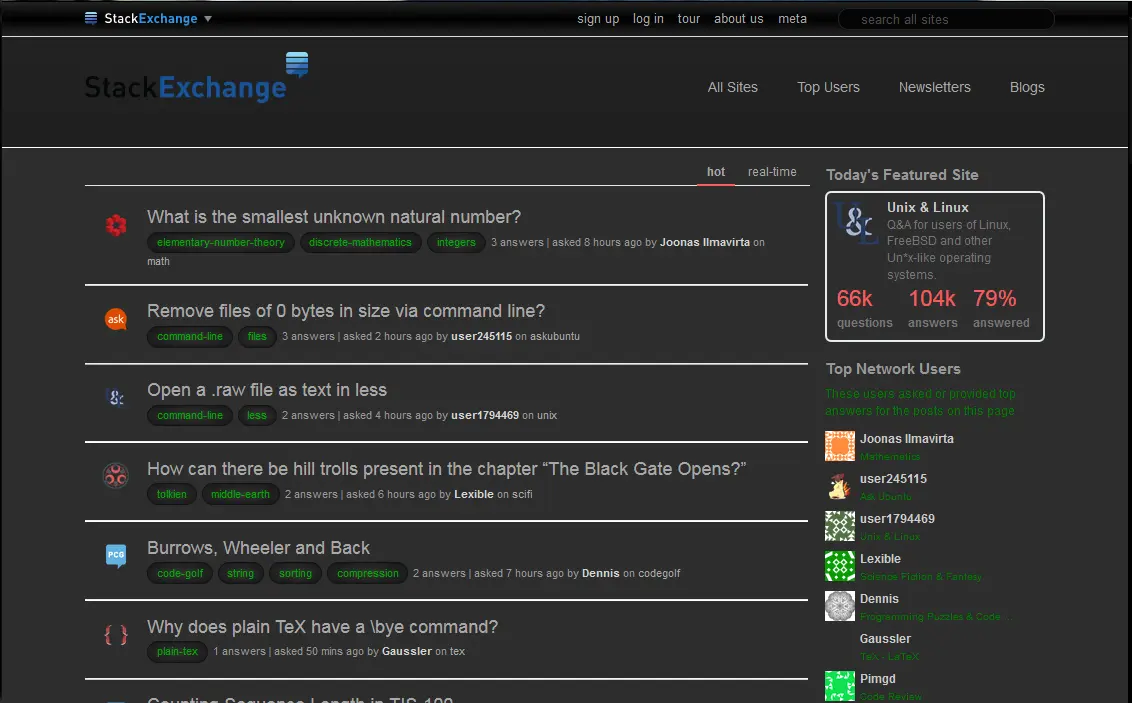 StackExchange
sign up log in tour about us meta
search all sites
StackExchange
All Sites Top Users Newsletters Blogs
hot real-time
What is the smallest unknown natural number?
elementary-number-theory discrete-mathematics integers 3 answers | asked 8 hours ago by Joonas Ilmavirta on
math
ask
Remove files of 0 bytes in size via command line?
command-line files 3 answers | asked 2 hours ago by user245115 on askubuntu
Open a .raw file as text in less
command-line less 2 answers | asked 4 hours ago by user1794469 on unix
How can there be hill trolls present in the chapter “The Black Gate Opens?”
tolkien middle-earth 2 answers | asked 6 hours ago by Lexible on scifi
PCG
Burrows, Wheeler and Back
code-golf string sorting compression 2 answers | asked 7 hours ago by Dennis on codegolf
{ }
Why does plain TeX have a \bye command?
plain-tex 1 answers | asked 50 mins ago by Gaussler on tex
Counting Sequence Length in TIS-100
Today's Featured Site
U&L
Unix & Linux
Q&A for users of Linux,
FreeBSD and other
Un*x-like operating
systems.
66k 104k 79%
questions answers answered
Top Network Users
These users asked or provided top
answers for the posts on this page
Joonas Ilmavirta
Mathematics
user245115
Ask Ubuntu
user1794469
Unix & Linux
Lexible
Science Fiction & Fantasy
Dennis
Programming Puzzles & Code ...
Gaussler
TeX - LaTeX
Pimgd
Code Review